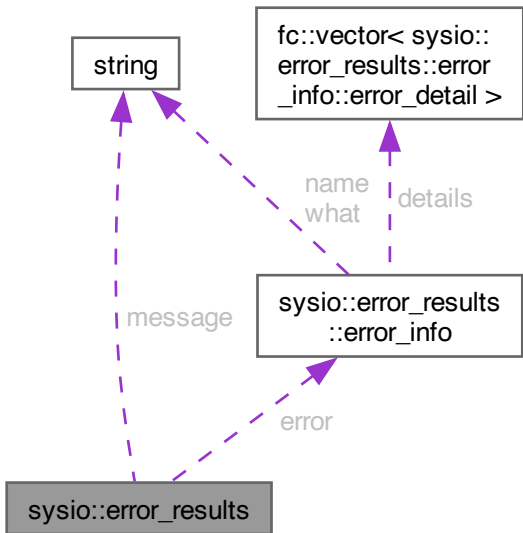 fc::vector< sysio::
error_results::error
_info::error_detail >
string
name
what
details
sysio::error_results
::error_info
message
error
sysio::error_results